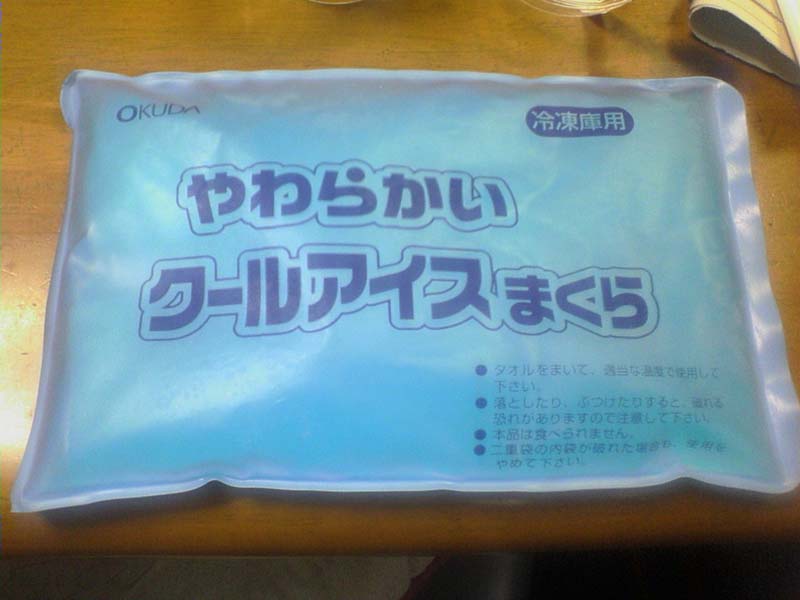 OKUDA
冷凍庫用
やわらかい
クールアイスまくら
● タオルをまいて、適当な温度で使用して
下さい。
● 落としたり、ぶつけたりすると、破れる
恐れがありますので注意して下さい。
● 本品は食べられません。
● 二重袋の内袋が破れた場合も、使用を
やめて下さい。